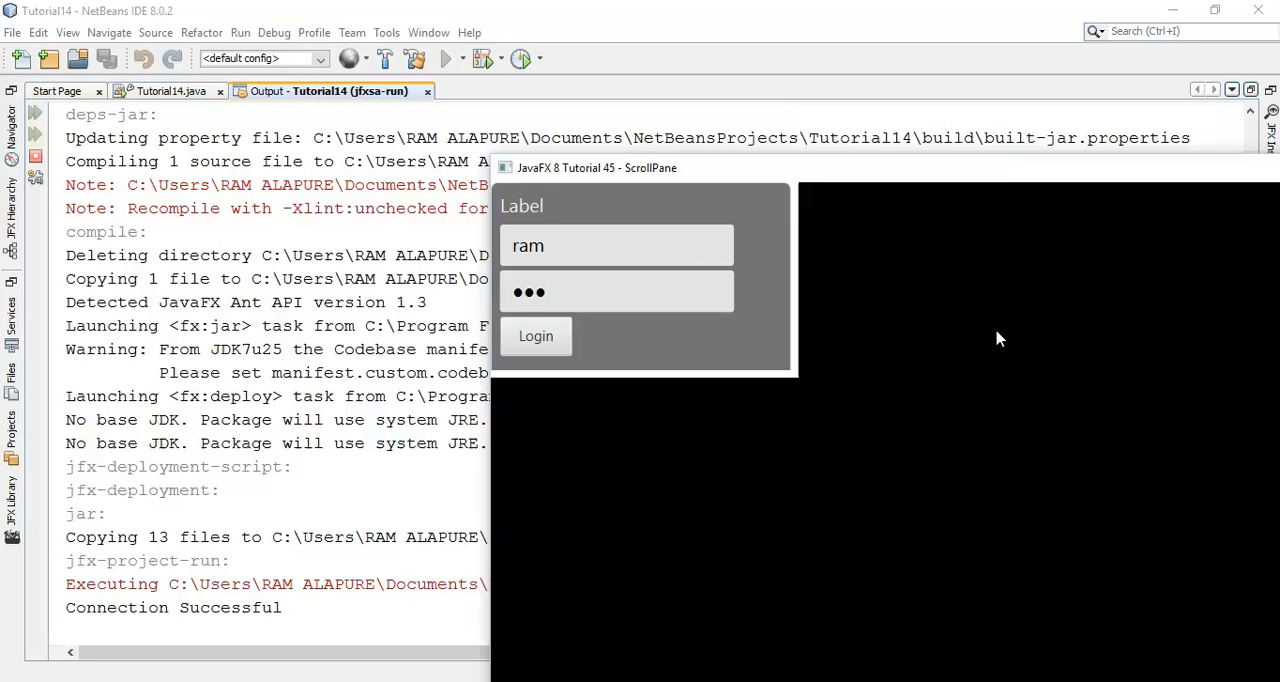 Tutorial14 - NetBeans IDE 8.0.2
File Edit View Navigate Source Refactor Run Debug Profile Team Tools Window Help
Search (Ctrl+I)
<default config>
Start Page
Tutorial14.java
Output - Tutorial14 (jfxsa-run)
Navigator
JFX Hierarchy
Services
Files
Projects
JFX Library
deps-jar:
Updating property file: C:\Users\RAM ALAPURE\Documents\NetBeansProjects\Tutorial14\build\built-jar.properties
Compiling 1 source file to C:\Users\RAM A
Note: C:\Users\RAM ALAPURE\Documents\NetB
Note: Recompile with -Xlint:unchecked for
compile:
Deleting directory C:\Users\RAM ALAPURE\D
Copying 1 file to C:\Users\RAM ALAPURE\Do
Detected JavaFX Ant API version 1.3
Launching <fx:jar> task from C:\Program F
Warning: From JDK7u25 the Codebase manife
Please set manifest.custom.codeb
Launching <fx:deploy> task from C:\Progra
No base JDK. Package will use system JRE.
No base JDK. Package will use system JRE.
jfx-deployment-script:
jfx-deployment:
jar:
Copying 13 files to C:\Users\RAM ALAPURE\
jfx-project-run:
Executing C:\Users\RAM ALAPURE\Documents\
Connection Successful
JavaFX 8 Tutorial 45 - ScrollPane
Label
ram
●●●
Login